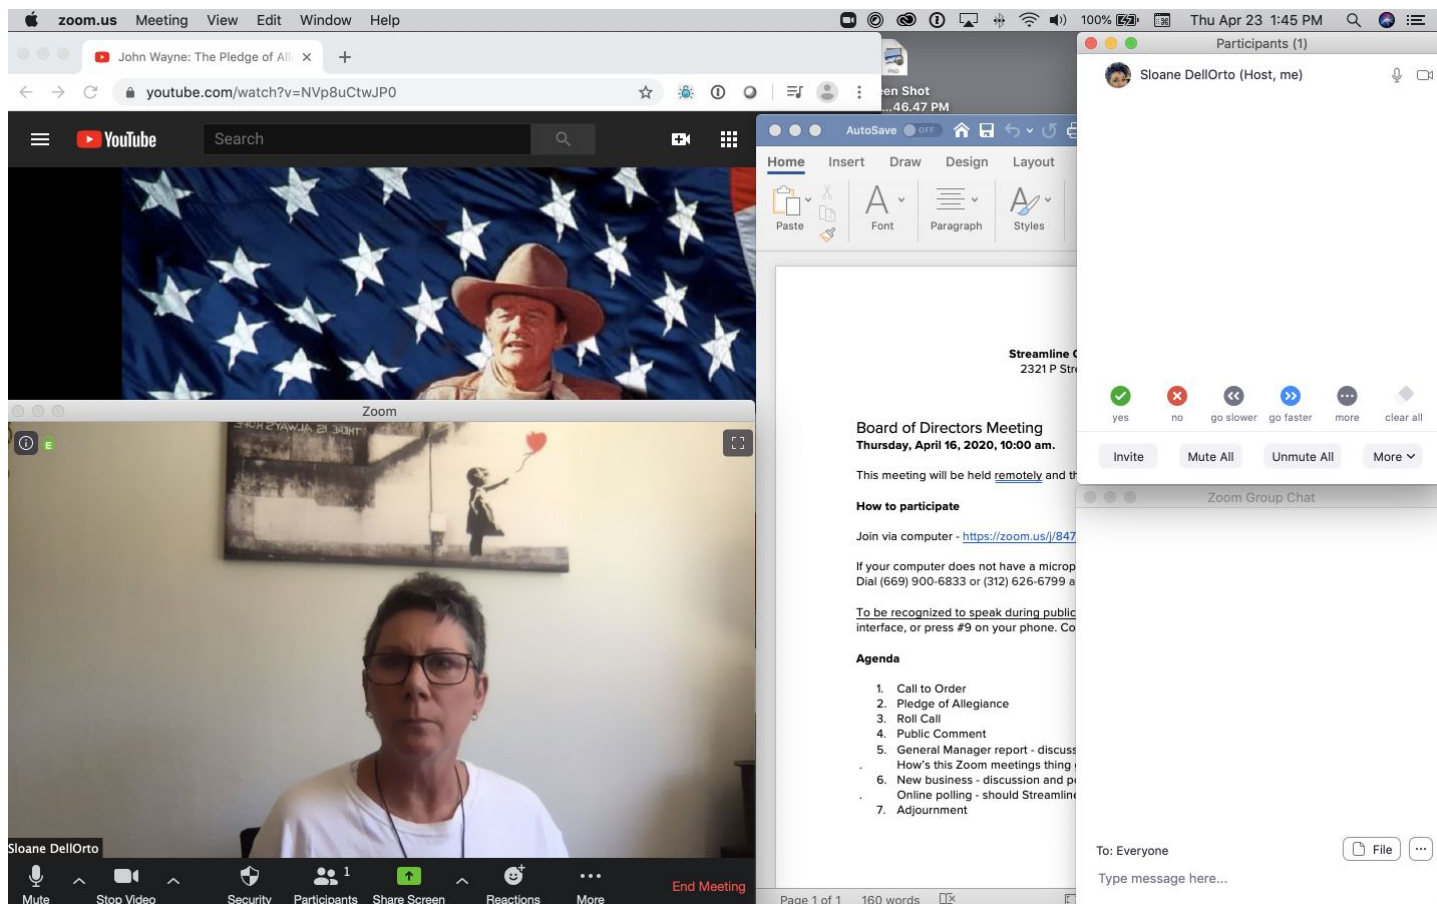 zoom.us Meeting View Edit Window Help 100% Thu Apr 23 1:45 PM
John Wayne: The Pledge of All
youtube.com/watch?v=NVp8uCtwJP0
YouTube Search
PNG
een Shot
...46.47 PM
Zoom
THERE IS ALWAYS HOPE
E
Sloane DellOrto
Mute
Stop Video
Security
Participants 1
Share Screen
Reactions
More
End Meeting
AutoSave OFF
Home Insert Draw Design Layout
Paste Font Paragraph Styles
Streamline
2321 P Stre
Board of Directors Meeting
Thursday, April 16, 2020, 10:00 am.
This meeting will be held remotely and th
How to participate
Join via computer - https://zoom.us/j/847
If your computer does not have a microp
Dial (669) 900-6833 or (312) 626-6799 a
To be recognized to speak during public
interface, or press #9 on your phone. Co
Agenda
1. Call to Order
2. Pledge of Allegiance
3. Roll Call
4. Public Comment
5. General Manager report - discuss
. How's this Zoom meetings thing
6. New business - discussion and p
. Online polling - should Streamline
7. Adjournment
Page 1 of 1 160 words
Participants (1)
Sloane DellOrto (Host, me)
yes no go slower go faster more clear all
Invite Mute All Unmute All More
Zoom Group Chat
To: Everyone File
Type message here...